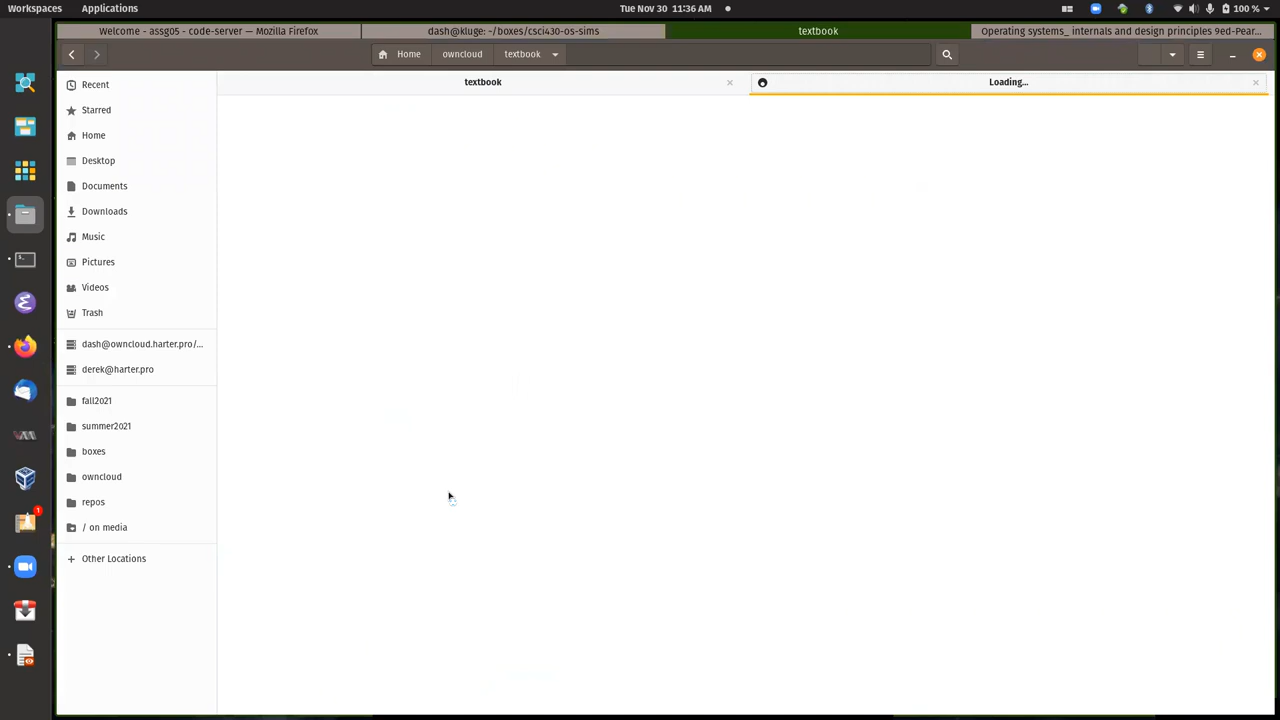 Workspaces Applications Tue Nov 30 11:36 AM 100 %
Welcome - assg05 - code-server — Mozilla Firefox
dash@kluge: ~/boxes/csci430-os-sims
textbook
Operating systems_ internals and design principles 9ed-Pear...
Home owncloud textbook
textbook
Loading...
Recent
Starred
Home
Desktop
Documents
Downloads
Music
Pictures
Videos
Trash
dash@owncloud.harter.pro/...
derek@harter.pro
fall2021
summer2021
boxes
owncloud
repos
/ on media
Other Locations
1